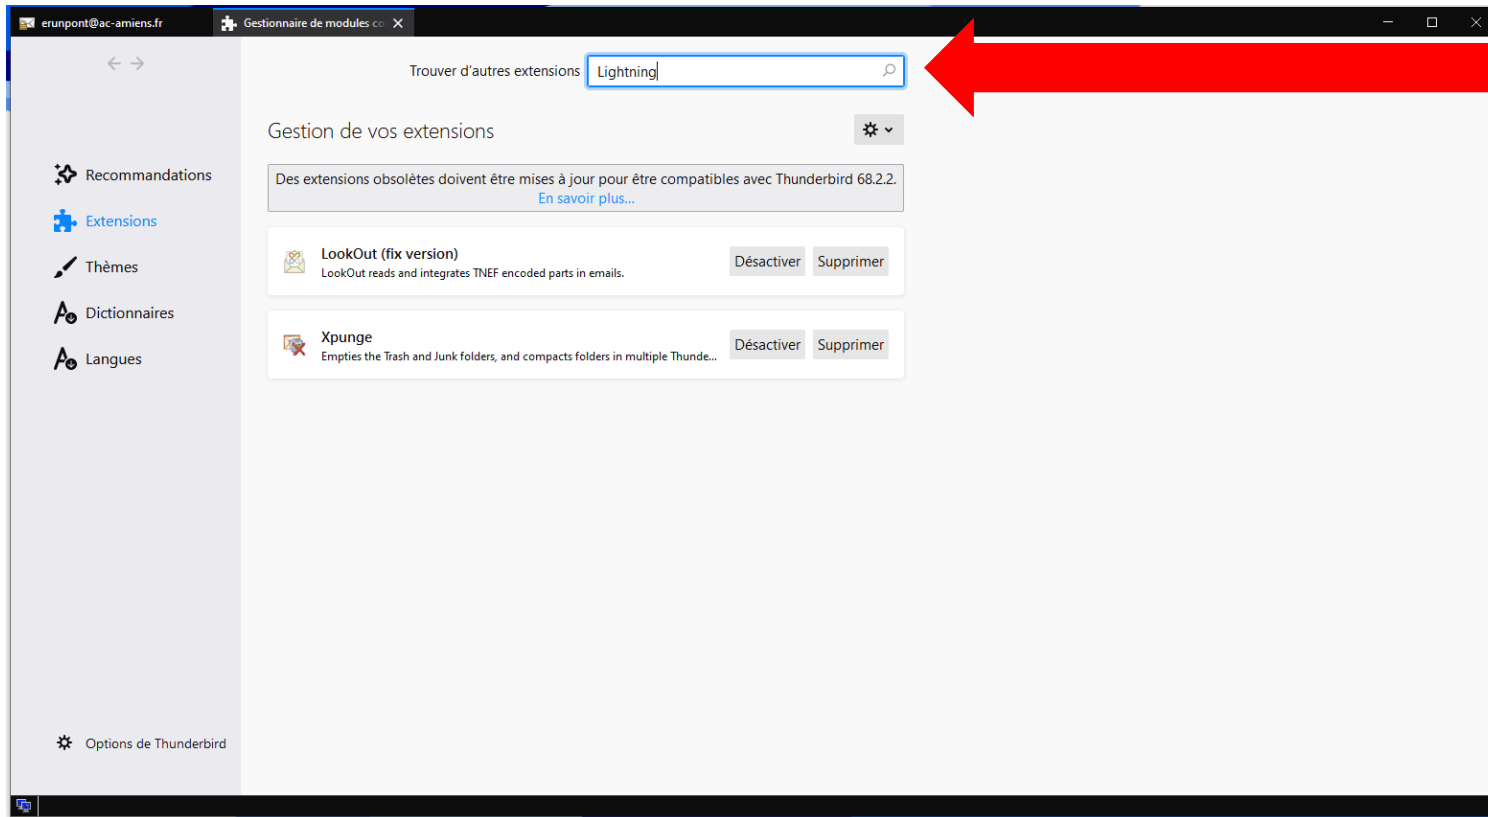 erunpont@ac-amiens.fr
Gestionnaire de modules co
Trouver d'autres extensions Lightning
Gestion de vos extensions
Recommandations
Extensions
Thèmes
Dictionnaires
Langues
Des extensions obsolètes doivent être mises à jour pour être compatibles avec Thunderbird 68.2.2.
En savoir plus...
LookOut (fix version)
LookOut reads and integrates TNEF encoded parts in emails.
Désactiver Supprimer
Xpunge
Empties the Trash and Junk folders, and compacts folders in multiple Thunde...
Désactiver Supprimer
Options de Thunderbird